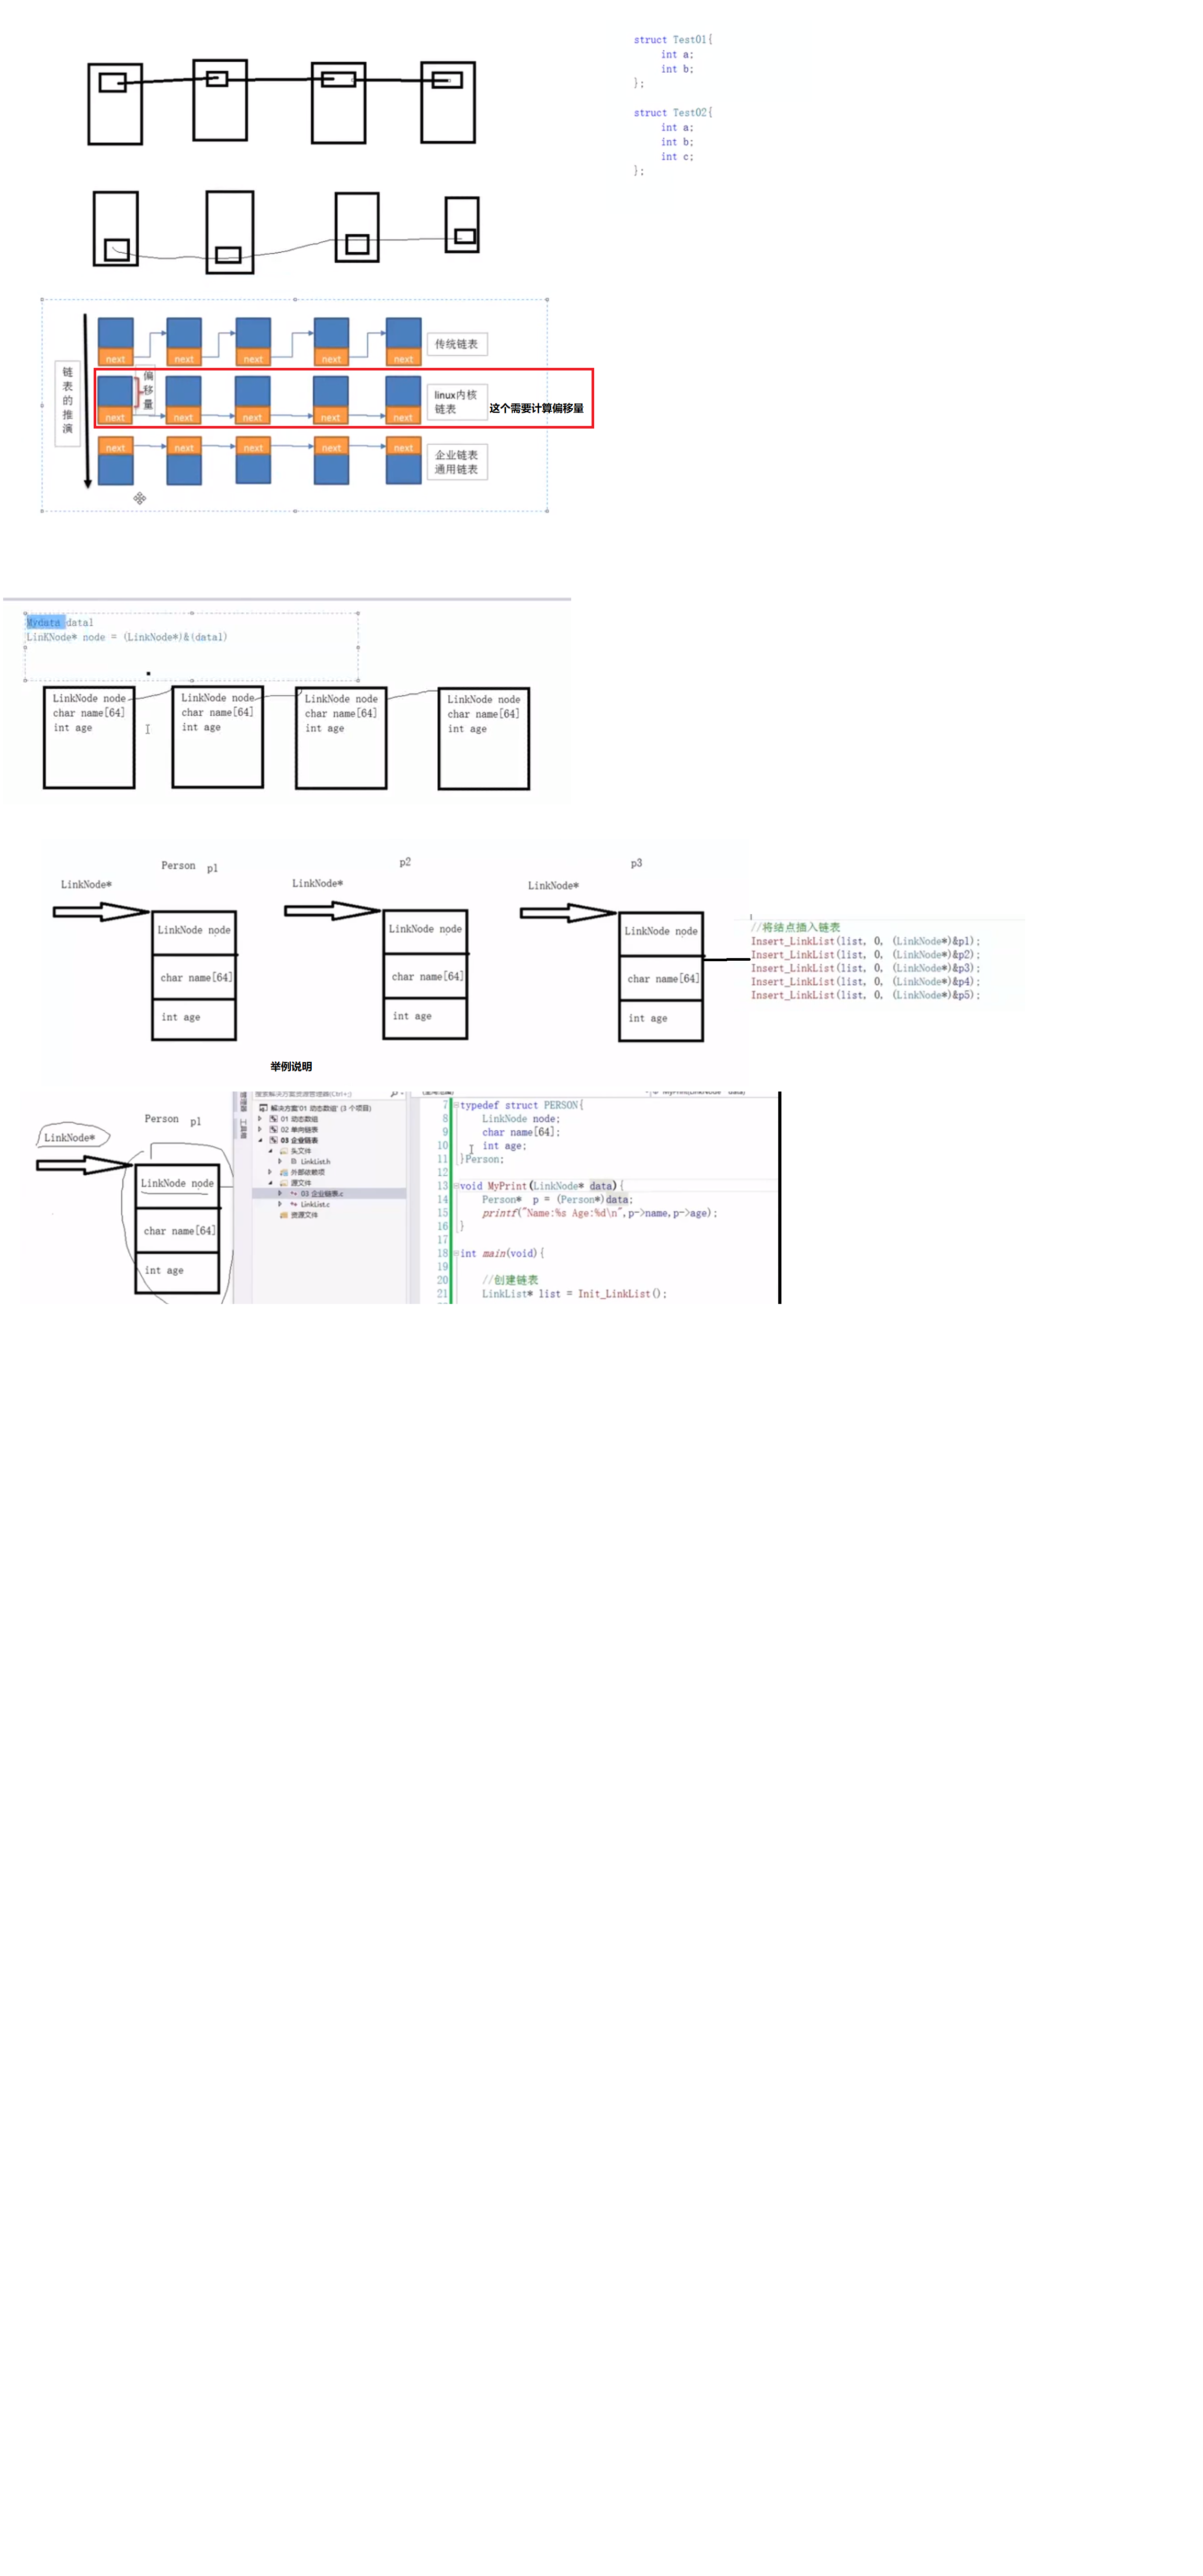 struct Test01{
int a;
int b;
};
struct Test02{
int a;
int b;
int c;
};
链表的推演
next next next next next
传统链表
偏移量
next next next next next
linux内核
链表
这个需要计算偏移量
next next next next next
企业链表
通用链表
Mydata data1
LinKNode* node = (LinkNode*)&(data1)
LinkNode node
char name[64]
int age
LinkNode node
char name[64]
int age
LinkNode node
char name[64]
int age
LinkNode node
char name[64]
int age
Person p1
LinkNode*
LinkNode node
char name[64]
int age
p2
LinkNode*
LinkNode node
char name[64]
int age
p3
LinkNode*
LinkNode node
char name[64]
int age
//将结点插入链表
Insert_LinkList(list, 0, (LinkNode*)&p1);
Insert_LinkList(list, 0, (LinkNode*)&p2);
Insert_LinkList(list, 0, (LinkNode*)&p3);
Insert_LinkList(list, 0, (LinkNode*)&p4);
Insert_LinkList(list, 0, (LinkNode*)&p5);
举例说明
Person p1
LinkNode*
LinkNode node
char name[64]
int age
搜索解决方案资源管理器(Ctrl+;)
解决方案'01 动态数组' (3 个项目)
01 动态数组
02 单向链表
03 企业链表
头文件
LinkList.h
外部依赖项
源文件
03 企业链表.c
LinkList.c
资源文件
7 typedef struct PERSON{
8 LinkNode node;
9 char name[64];
10 int age;
11 }Person;
12
13 void MyPrint(LinkNode* data){
14 Person* p = (Person*)data;
15 printf("Name:%s Age:%d\n",p->name,p->age);
16 }
17
18 int main(void){
19
20 //创建链表
21 LinkList* list = Init_LinkList();